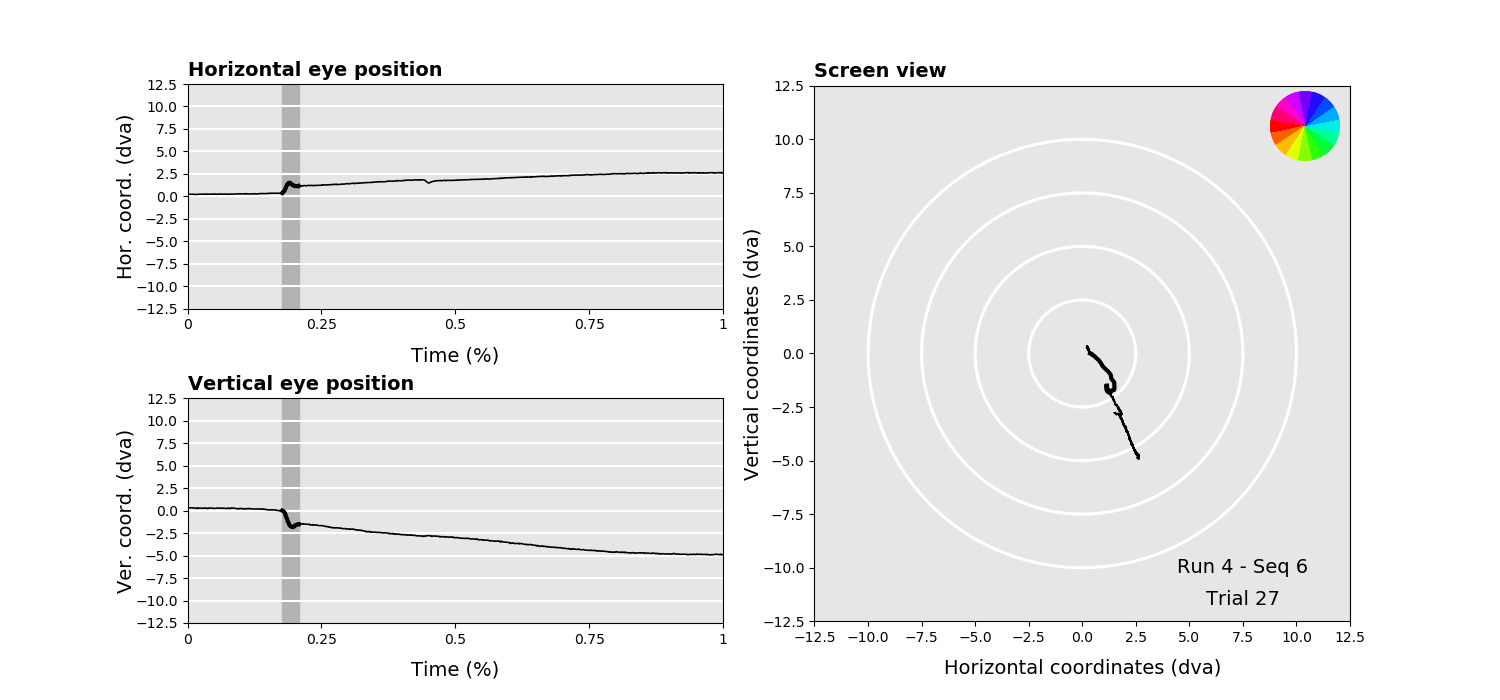 Horizontal eye position
12.5
10.0
7.5
5.0
2.5
0.0
−2.5
−5.0
−7.5
−10.0
−12.5
Hor. coord. (dva)
0 0.25 0.5 0.75 1
Time (%)
Vertical eye position
12.5
10.0
7.5
5.0
2.5
0.0
−2.5
−5.0
−7.5
−10.0
−12.5
Ver. coord. (dva)
0 0.25 0.5 0.75 1
Time (%)
Screen view
12.5
10.0
7.5
5.0
2.5
0.0
−2.5
−5.0
−7.5
−10.0
−12.5
Vertical coordinates (dva)
Run 4 - Seq 6
Trial 27
−12.5 −10.0 −7.5 −5.0 −2.5 0.0 2.5 5.0 7.5 10.0 12.5
Horizontal coordinates (dva)